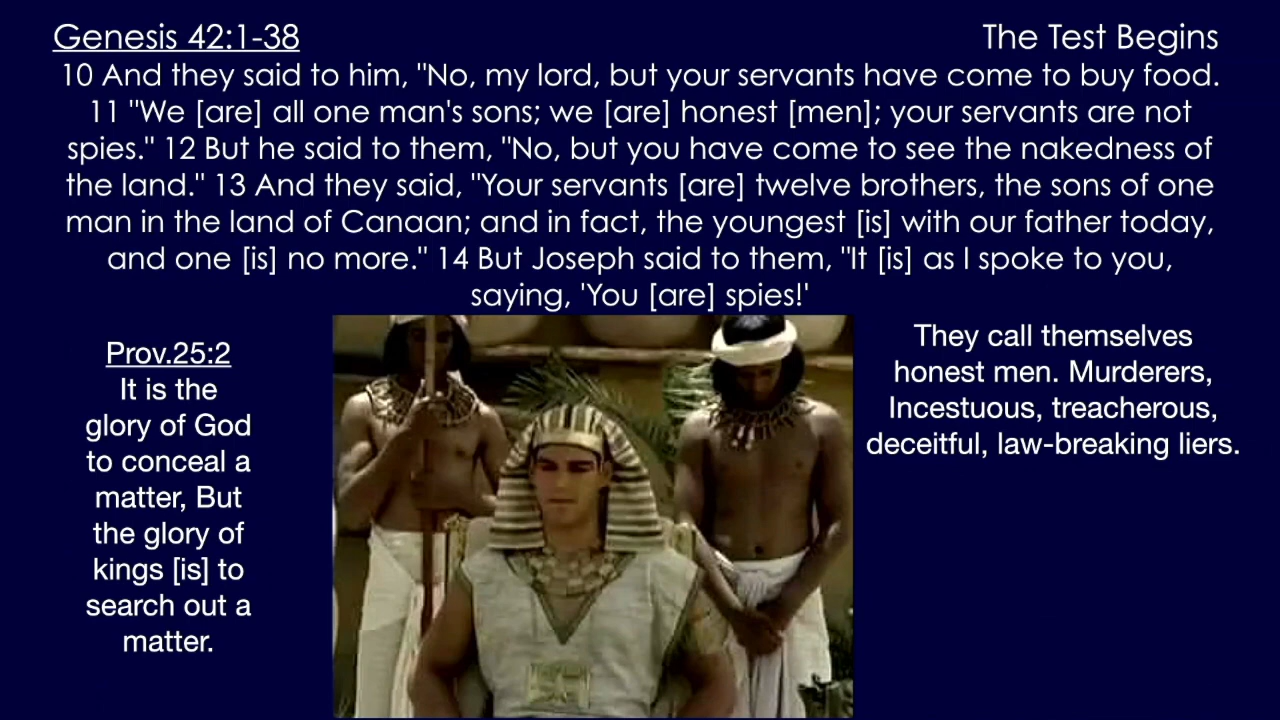 Genesis 42:1-38
The Test Begins
10 And they said to him, "No, my lord, but your servants have come to buy food.
11 "We [are] all one man's sons; we [are] honest [men]; your servants are not
spies." 12 But he said to them, "No, but you have come to see the nakedness of
the land." 13 And they said, "Your servants [are] twelve brothers, the sons of one
man in the land of Canaan; and in fact, the youngest [is] with our father today,
and one [is] no more." 14 But Joseph said to them, "It [is] as I spoke to you,
saying, 'You [are] spies!'
Prov.25:2
It is the
glory of God
to conceal a
matter, But
the glory of
kings [is] to
search out a
matter.
They call themselves
honest men. Murderers,
Incestuous, treacherous,
deceitful, law-breaking liers.